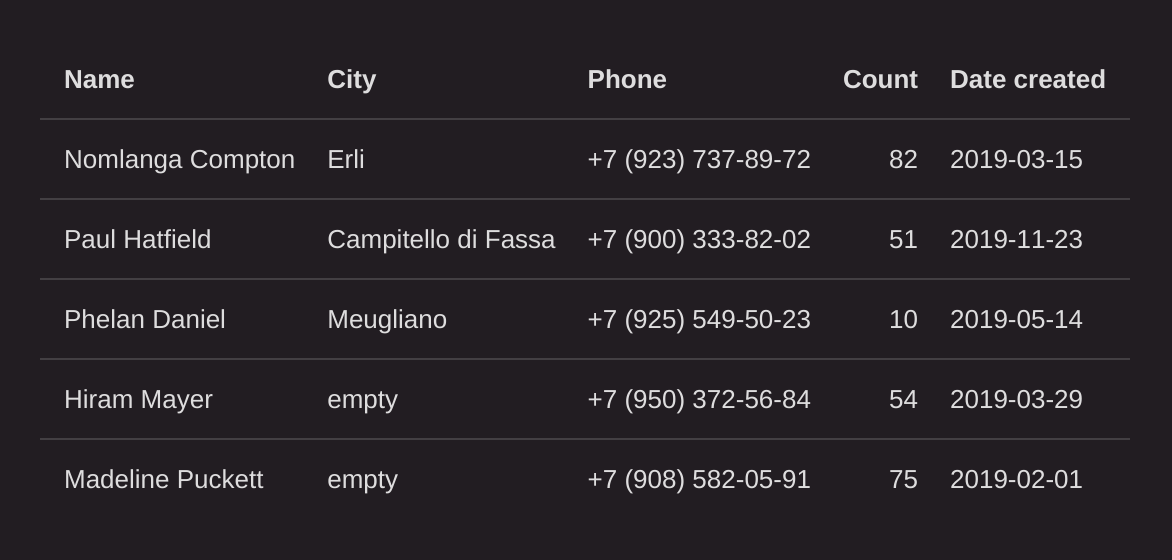 Name City Phone Count Date created
Nomlanga Compton Erli +7 (923) 737-89-72 82 2019-03-15
Paul Hatfield Campitello di Fassa +7 (900) 333-82-02 51 2019-11-23
Phelan Daniel Meugliano +7 (925) 549-50-23 10 2019-05-14
Hiram Mayer empty +7 (950) 372-56-84 54 2019-03-29
Madeline Puckett empty +7 (908) 582-05-91 75 2019-02-01